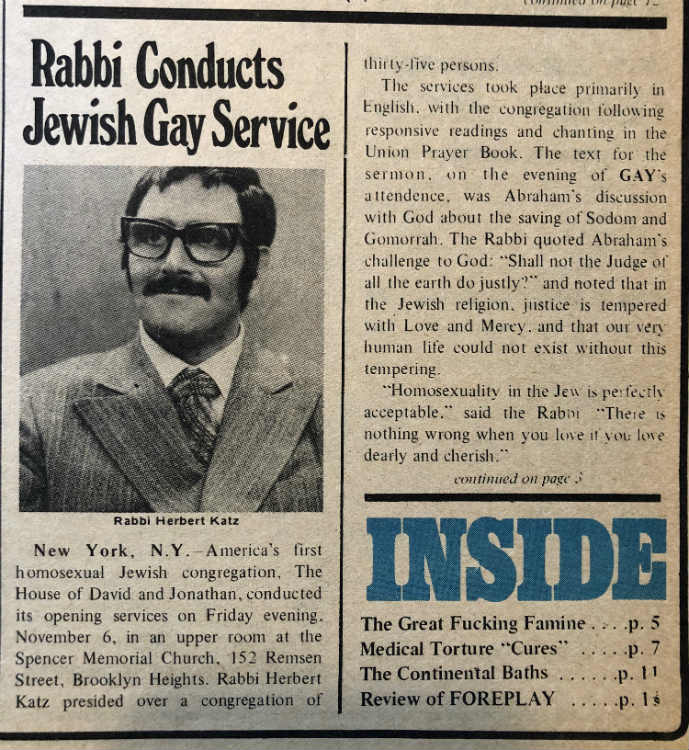 continued on page 12
Rabbi Conducts
Jewish Gay Service
Rabbi Herbert Katz
New York, N.Y.–America's first
homosexual Jewish congregation, The
House of David and Jonathan, conducted
its opening services on Friday evening,
November 6, in an upper room at the
Spencer Memorial Church, 152 Remsen
Street, Brooklyn Heights. Rabbi Herbert
Katz presided over a congregation of
thirty-five persons.
The services took place primarily in
English, with the congregation following
responsive readings and chanting in the
Union Prayer Book. The text for the
sermon, on the evening of GAY's
attendence, was Abraham's discussion
with God about the saving of Sodom and
Gomorrah. The Rabbi quoted Abraham's
challenge to God: "Shall not the Judge of
all the earth do justly?" and noted that in
the Jewish religion, justice is tempered
with Love and Mercy, and that our very
human life could not exist without this
tempering.
"Homosexuality in the Jew is perfectly
acceptable," said the Rabbi "There is
nothing wrong when you love if you love
dearly and cherish."
continued on page 3
INSIDE
The Great Fucking Famine . . . .p. 5
Medical Torture "Cures" . . . . .p. 7
The Continental Baths . . . . . .p. 11
Review of FOREPLAY . . . . .p.